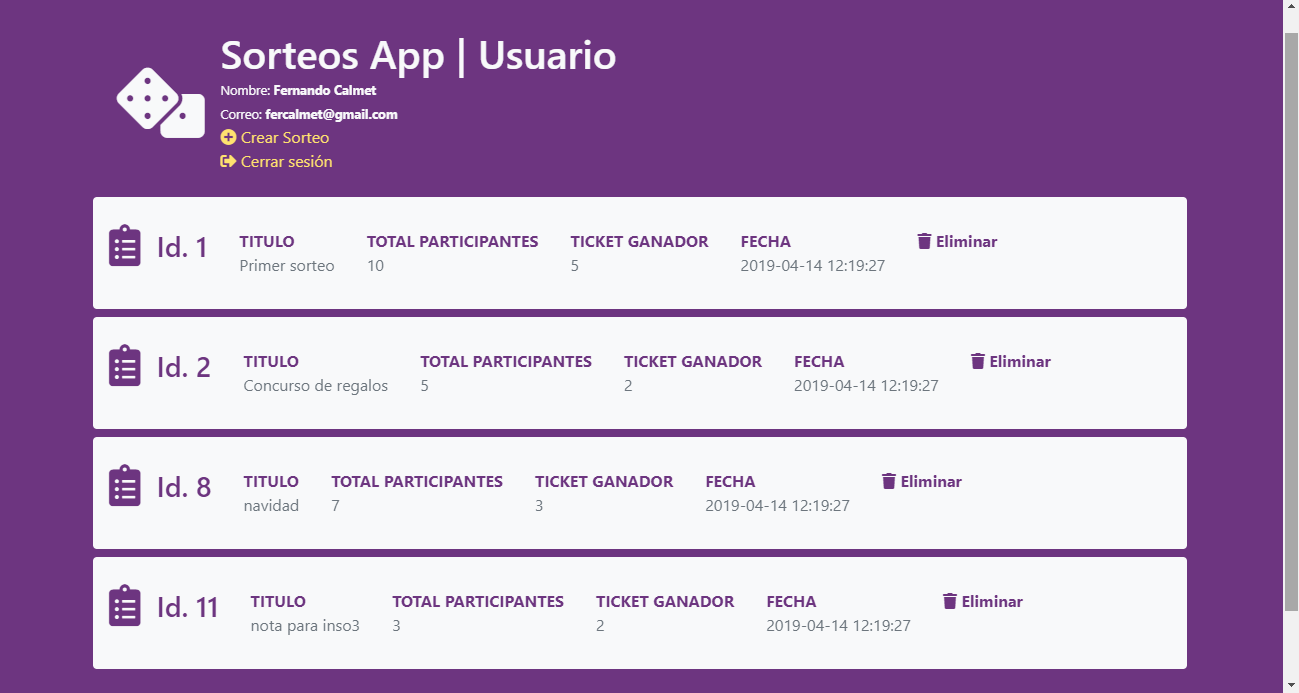 Sorteos App | Usuario
Nombre: Fernando Calmet
Correo: fercalmet@gmail.com
Crear Sorteo
Cerrar sesión
Id. 1 TITULO TOTAL PARTICIPANTES TICKET GANADOR FECHA Eliminar
Primer sorteo 10 5 2019-04-14 12:19:27
Id. 2 TITULO TOTAL PARTICIPANTES TICKET GANADOR FECHA Eliminar
Concurso de regalos 5 2 2019-04-14 12:19:27
Id. 8 TITULO TOTAL PARTICIPANTES TICKET GANADOR FECHA Eliminar
navidad 7 3 2019-04-14 12:19:27
Id. 11 TITULO TOTAL PARTICIPANTES TICKET GANADOR FECHA Eliminar
nota para inso3 3 2 2019-04-14 12:19:27